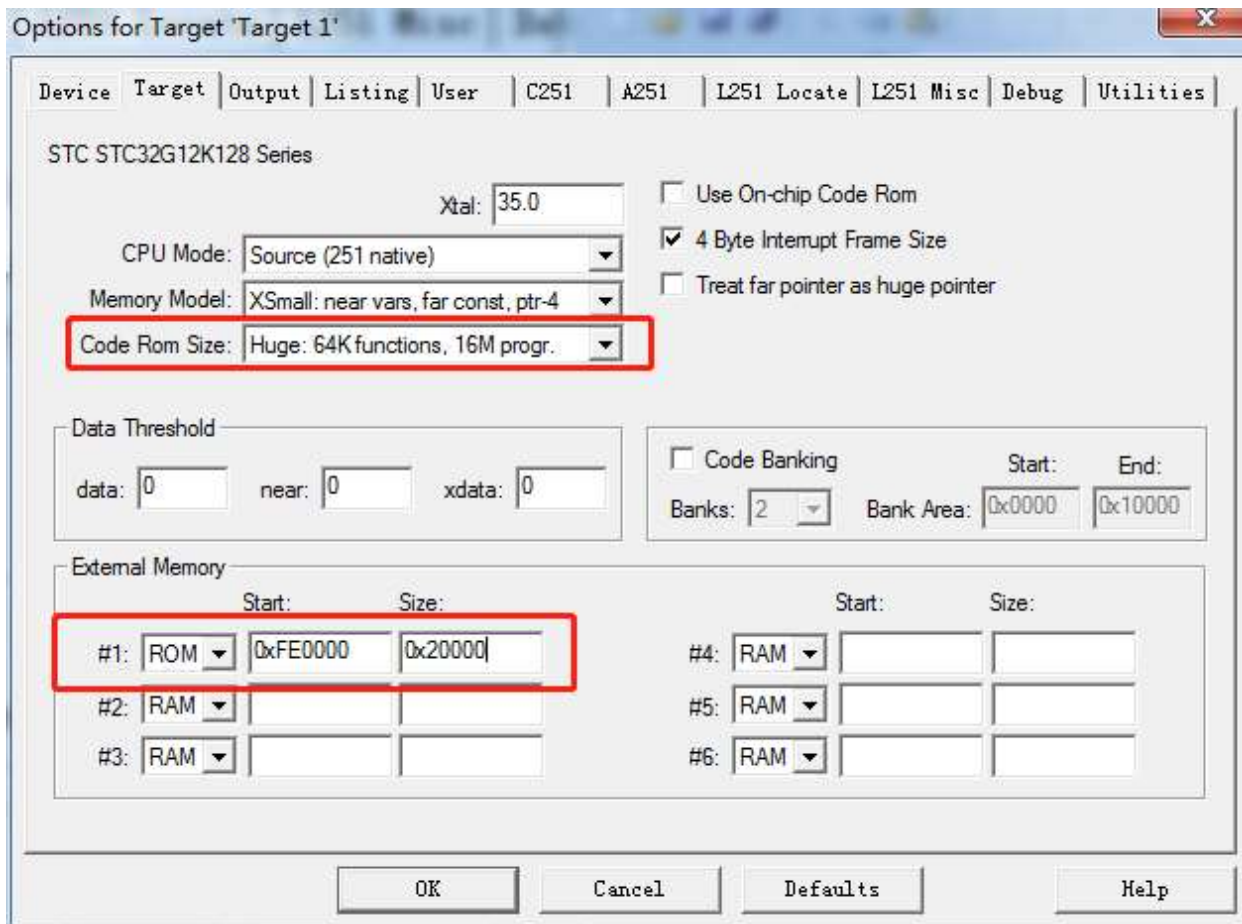 Options for Target 'Target 1'
Device Target Output Listing User C251 A251 L251 Locate L251 Misc Debug Utilities
STC STC32G12K128 Series
Xtal: 35.0
Use On-chip Code Rom
CPU Mode: Source (251 native)
4 Byte Interrupt Frame Size
Memory Model: XSmall: near vars, far const, ptr-4
Treat far pointer as huge pointer
Code Rom Size: Huge: 64K functions, 16M progr.
Data Threshold
data: 0 near: 0 xdata: 0
Code Banking Start: End:
Banks: 2 Bank Area: 0x0000 0x10000
External Memory
Start: Size: Start: Size:
#1: ROM 0xFE0000 0x20000 #4: RAM
#2: RAM #5: RAM
#3: RAM #6: RAM
OK Cancel Defaults Help